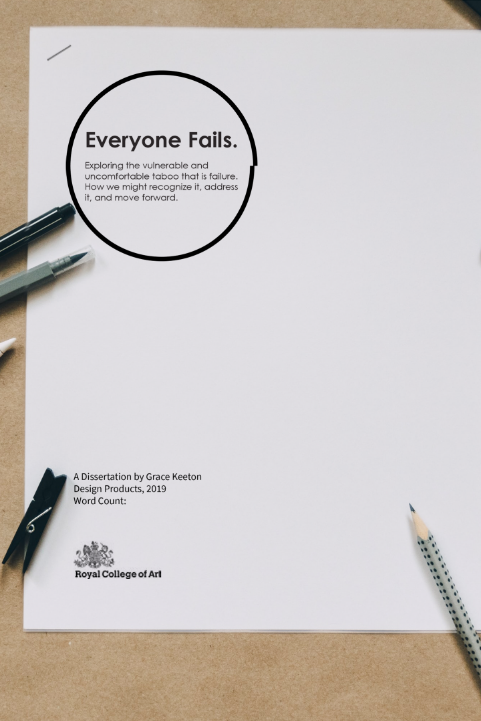 Everyone Fails.
Exploring the vulnerable and
uncomfortable taboo that is failure.
How we might recognize it, address
it, and move forward.
A Dissertation by Grace Keeton
Design Products, 2019
Word Count:
Royal College of Art